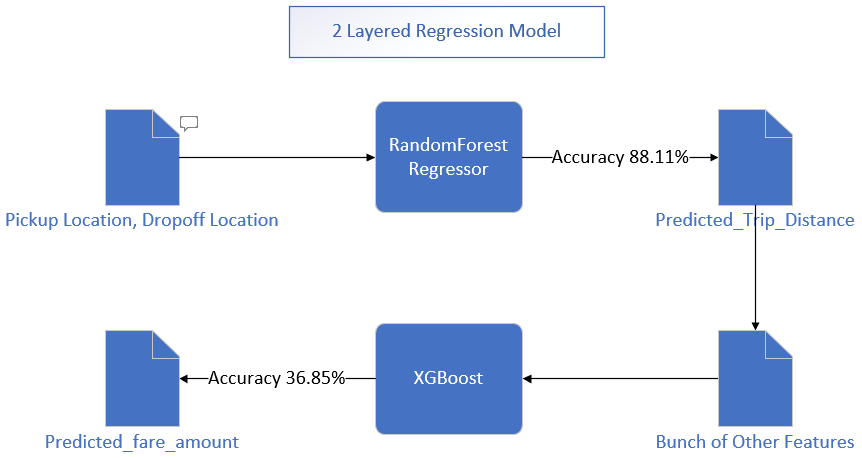 2 Layered Regression Model
RandomForest
Regressor
Accuracy 88.11%
Pickup Location, Dropoff Location
Predicted_Trip_Distance
Accuracy 36.85%
XGBoost
Predicted_fare_amount
Bunch of Other Features